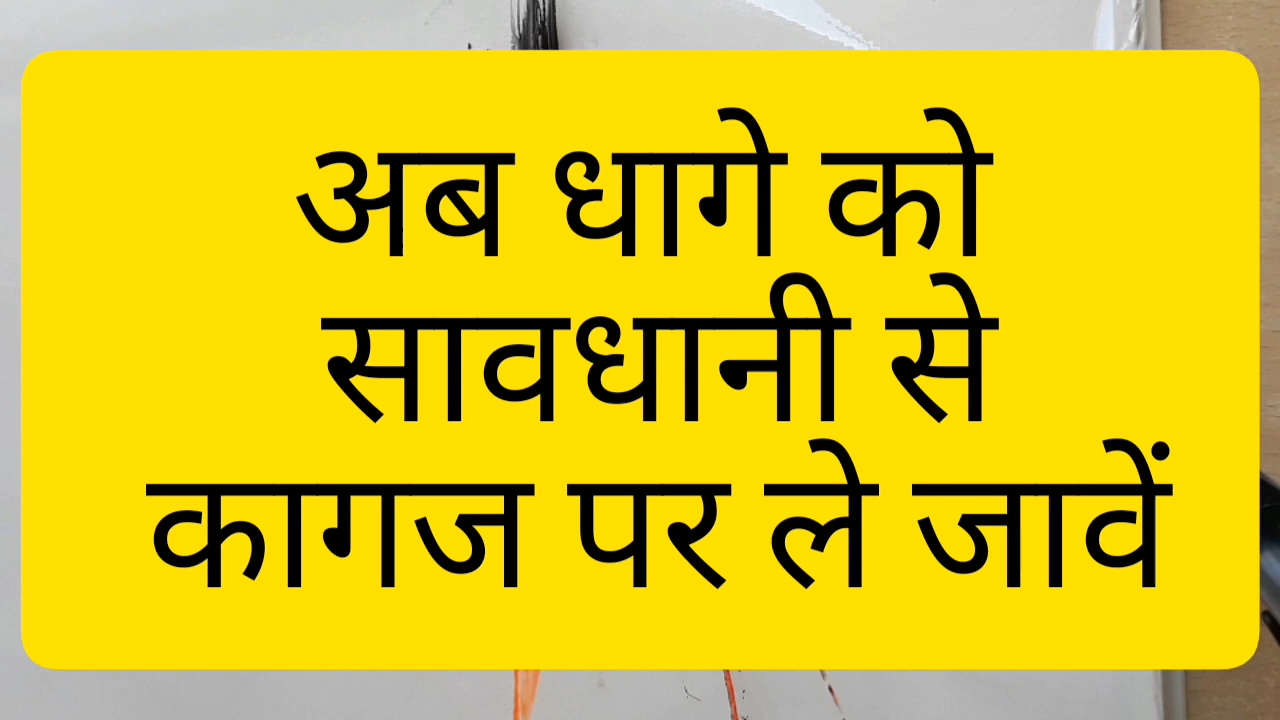 अब धागे को
सावधानी से
कागज पर ले जावें